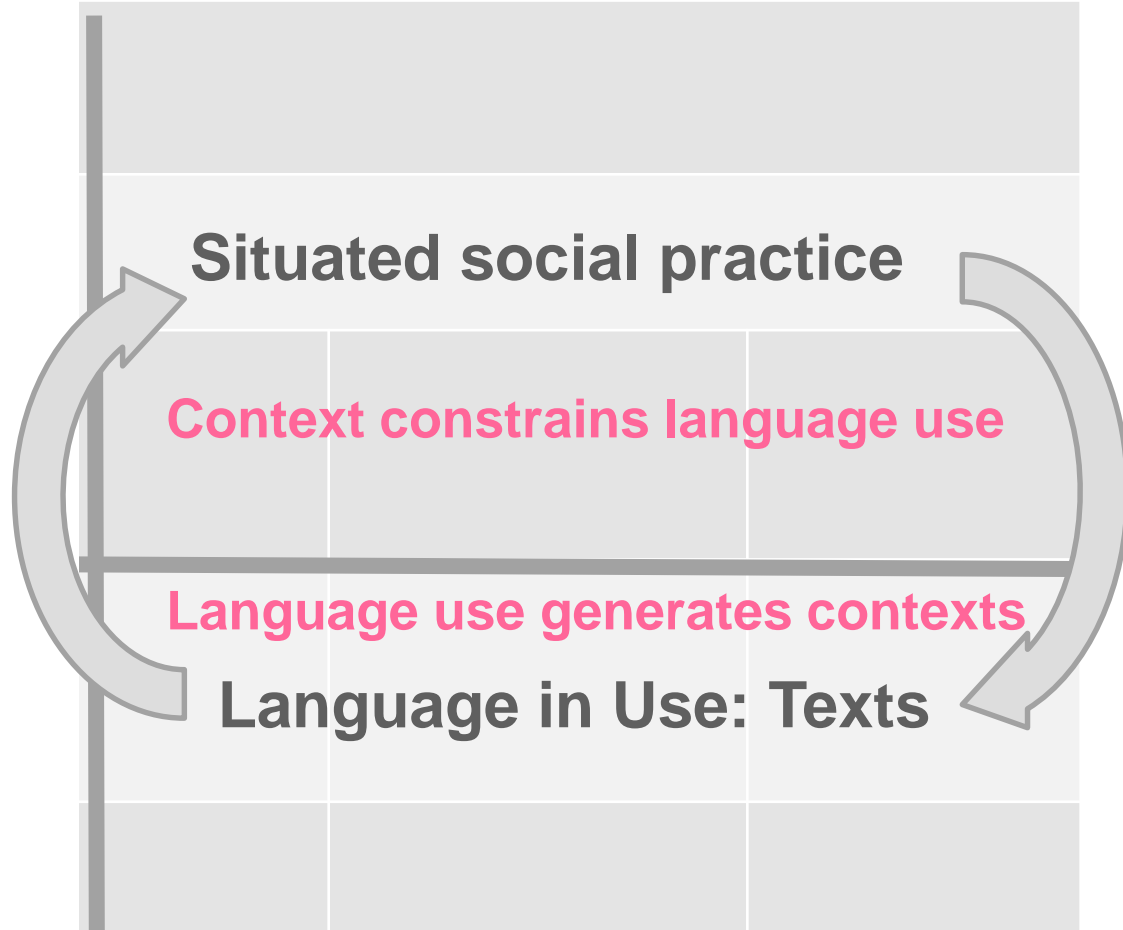 Situated social practice
Context constrains language use
Language use generates contexts
Language in Use: Texts